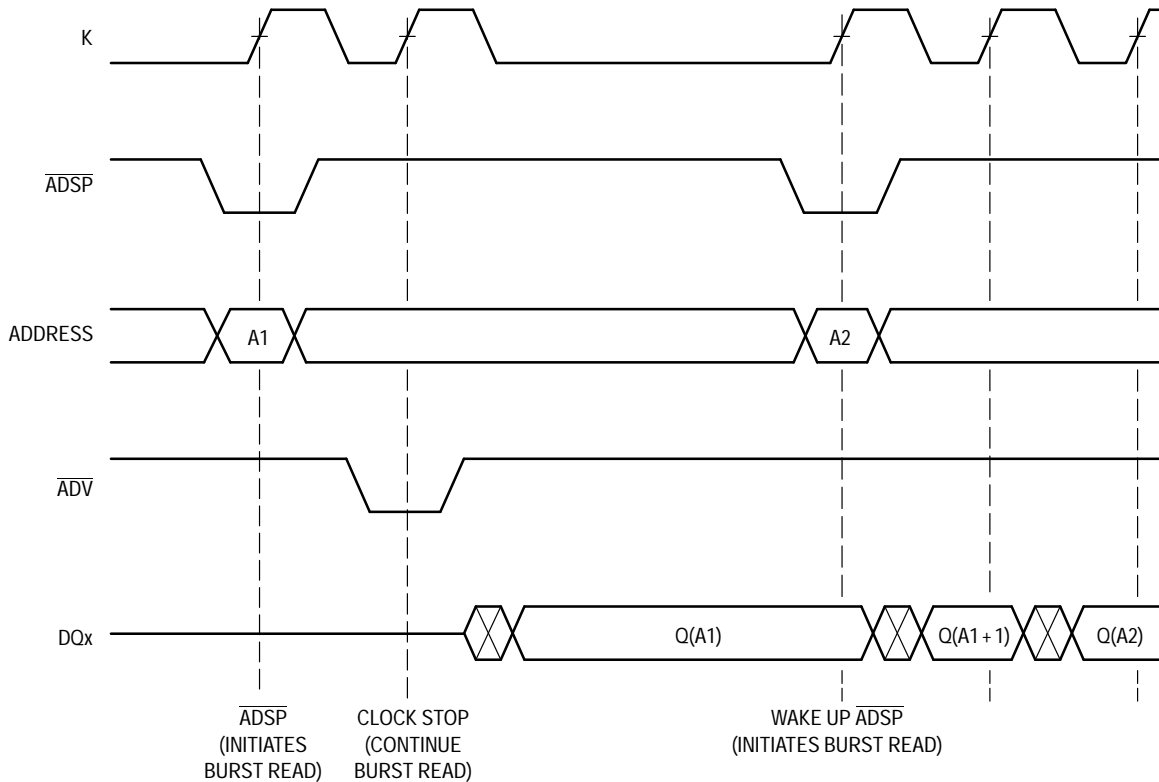 K
ADSP
ADDRESS
A1
A2
ADV
DQx
Q(A1)
Q(A1 + 1)
Q(A2)
ADSP
(INITIATES
BURST READ)
CLOCK STOP
(CONTINUE
BURST READ)
WAKE UP ADSP
(INITIATES BURST READ)